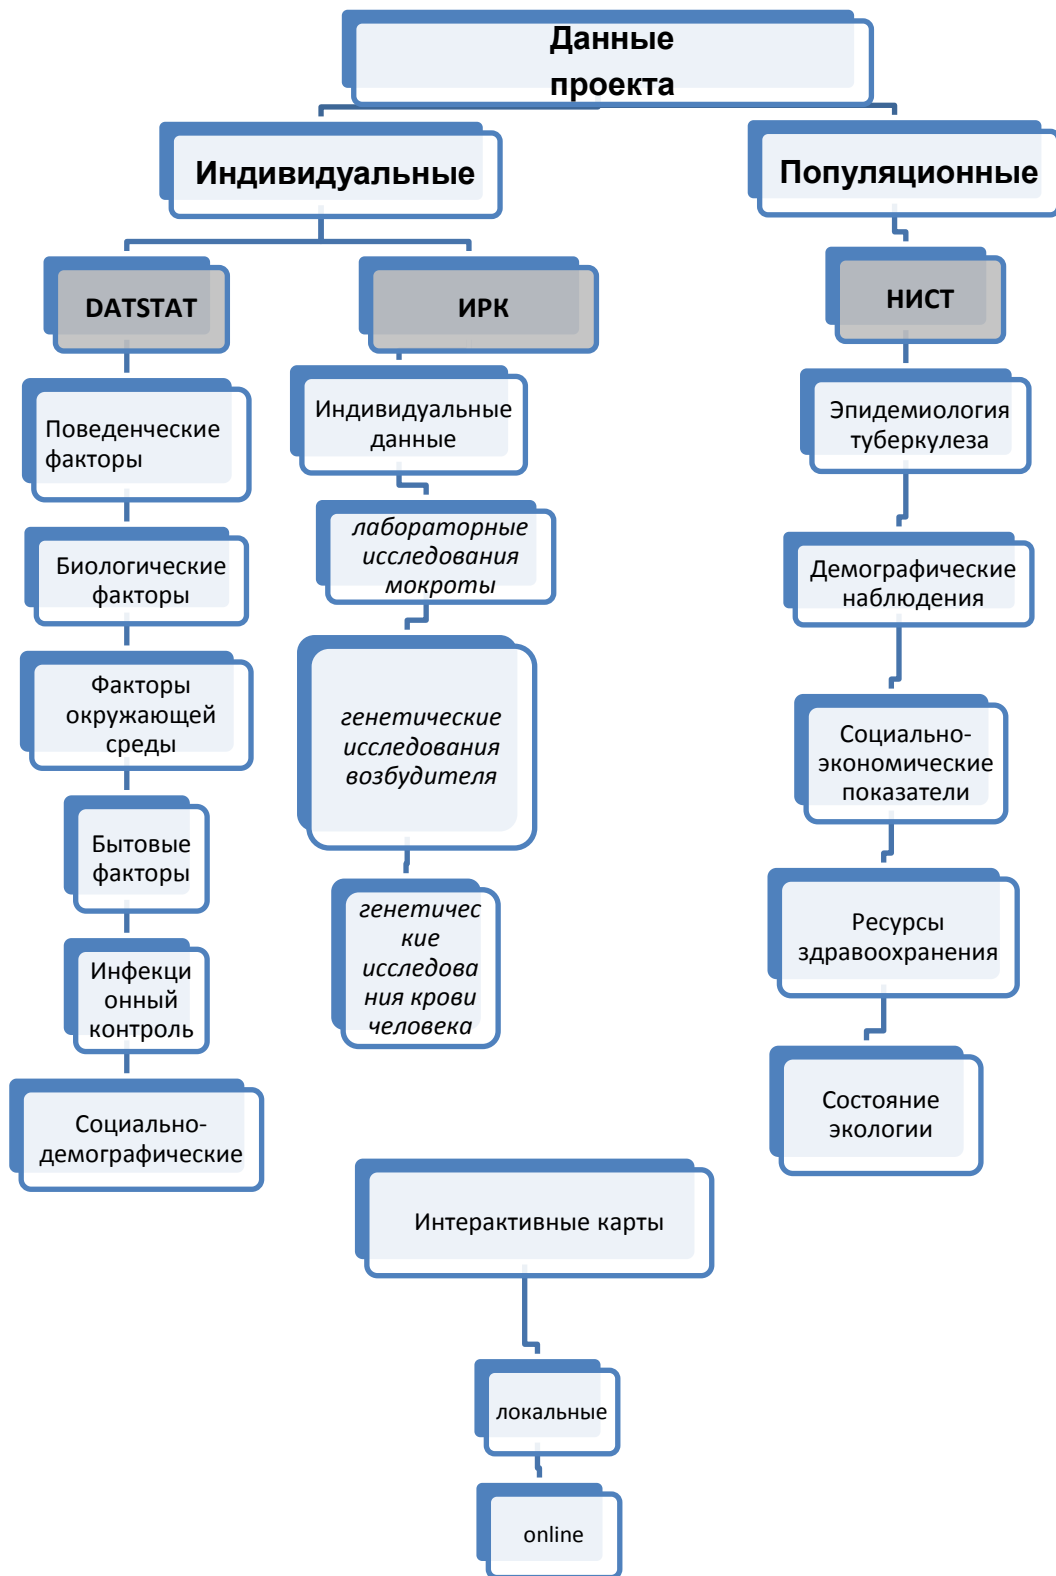 Данные
проекта
Индивидуальные
Популяционные
DATSTAT
ИРК
НИСТ
Поведенческие
факторы
Биологические
факторы
Факторы
окружающей
среды
Бытовые
факторы
Инфекци
онный
контроль
Социально-
демографические
Индивидуальные
данные
лабораторные
исследования
мокроты
генетические
исследования
возбудителя
генетичес
кие
исследова
ния крови
человека
Эпидемиология
туберкулеза
Демографические
наблюдения
Социально-
экономические
показатели
Ресурсы
здравоохранения
Состояние
экологии
Интерактивные карты
локальные
online